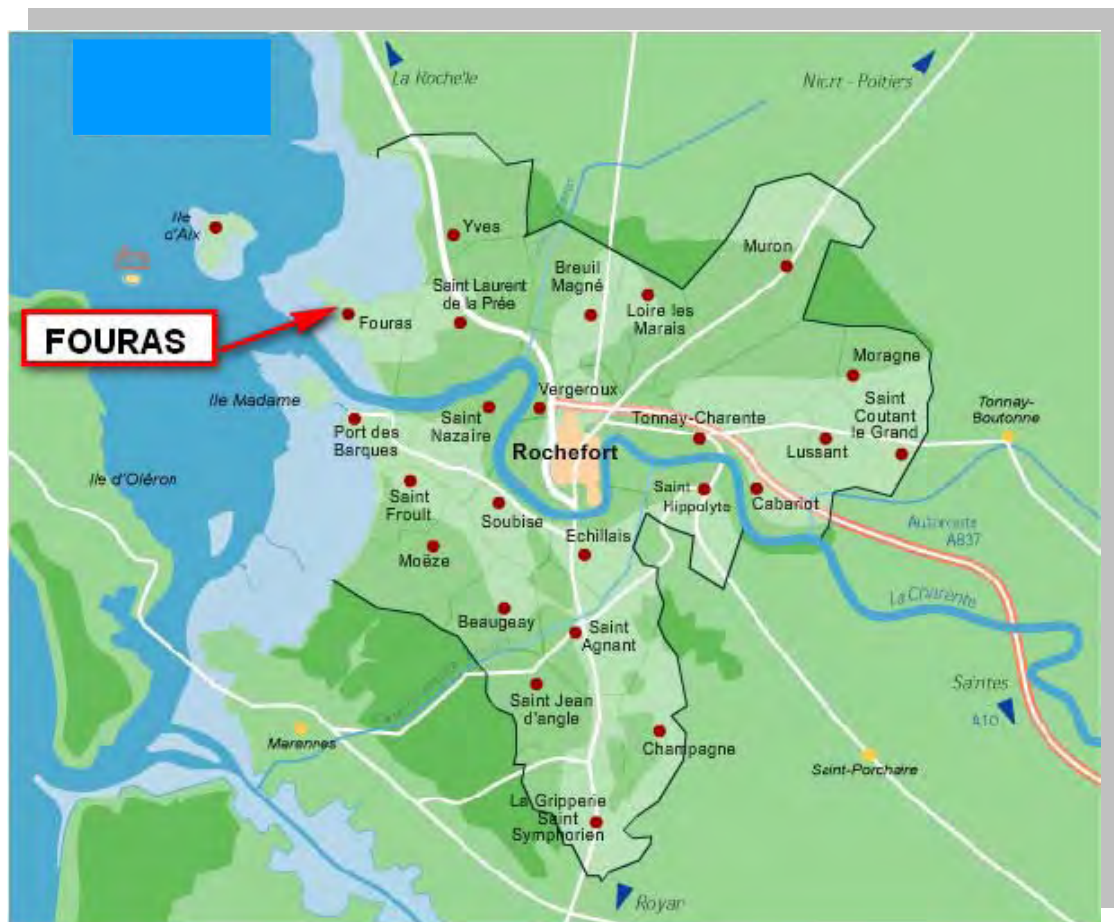 La Rochelle
Niort - Poitiers
Ile
d'Aix
Yves
Muron
Breuil
Magné
Saint Laurent
de la Prée
Loire les
Marais
FOURAS
Fouras
Moragne
Vergeroux
Saint
Coutant
le Grand
Ile Madame
Tonnay-
Boutonne
Saint
Nazaire
Tonnay-Charente
Port des
Barques
Rochefort
Lussant
Ile d'Oléron
Saint
Froult
Soubise
Saint
Hippolyte
Cabariot
Echillais
Autoroute
A837
Moëze
La Charente
Beaugeay
Saint
Agnant
Saintes
A10
Saint Jean
d'angle
Marennes
Champagne
Saint-Porchaire
La Gripperie
Saint
Symphorien
Royan